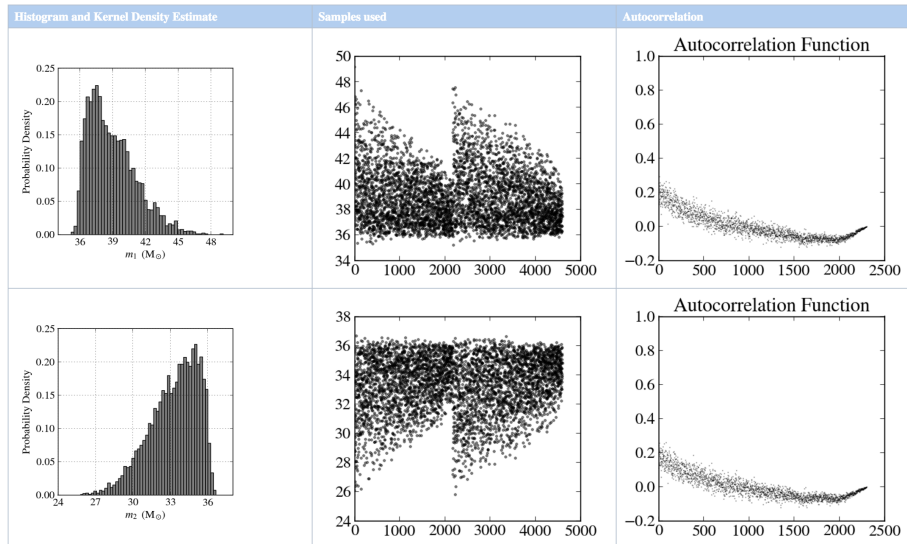 Histogram and Kernel Density Estimate
Samples used
Autocorrelation
0.25
0.20
0.15
0.10
0.05
0.00
Probability Density
36 39 42 45 48
m₁ (M⊙)
50
48
46
44
42
40
38
36
34
0 1000 2000 3000 4000 5000
Autocorrelation Function
1.0
0.8
0.6
0.4
0.2
0.0
−0.2
0 500 1000 1500 2000 2500
0.25
0.20
0.15
0.10
0.05
0.00
Probability Density
24 27 30 33 36
m₂ (M⊙)
38
36
34
32
30
28
26
24
0 1000 2000 3000 4000 5000
Autocorrelation Function
1.0
0.8
0.6
0.4
0.2
0.0
−0.2
0 500 1000 1500 2000 2500